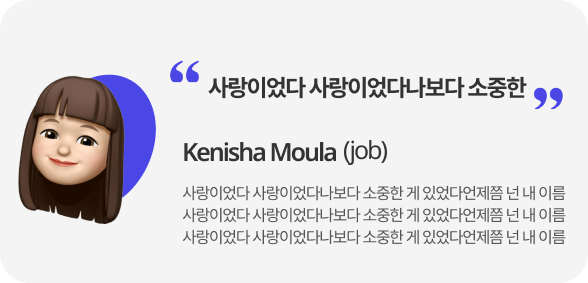 “ 사랑이었다 사랑이었다나보다 소중한 ”
Kenisha Moula (job)
사랑이었다 사랑이었다나보다 소중한 게 있었다언제쯤 넌 내 이름
사랑이었다 사랑이었다나보다 소중한 게 있었다언제쯤 넌 내 이름
사랑이었다 사랑이었다나보다 소중한 게 있었다언제쯤 넌 내 이름